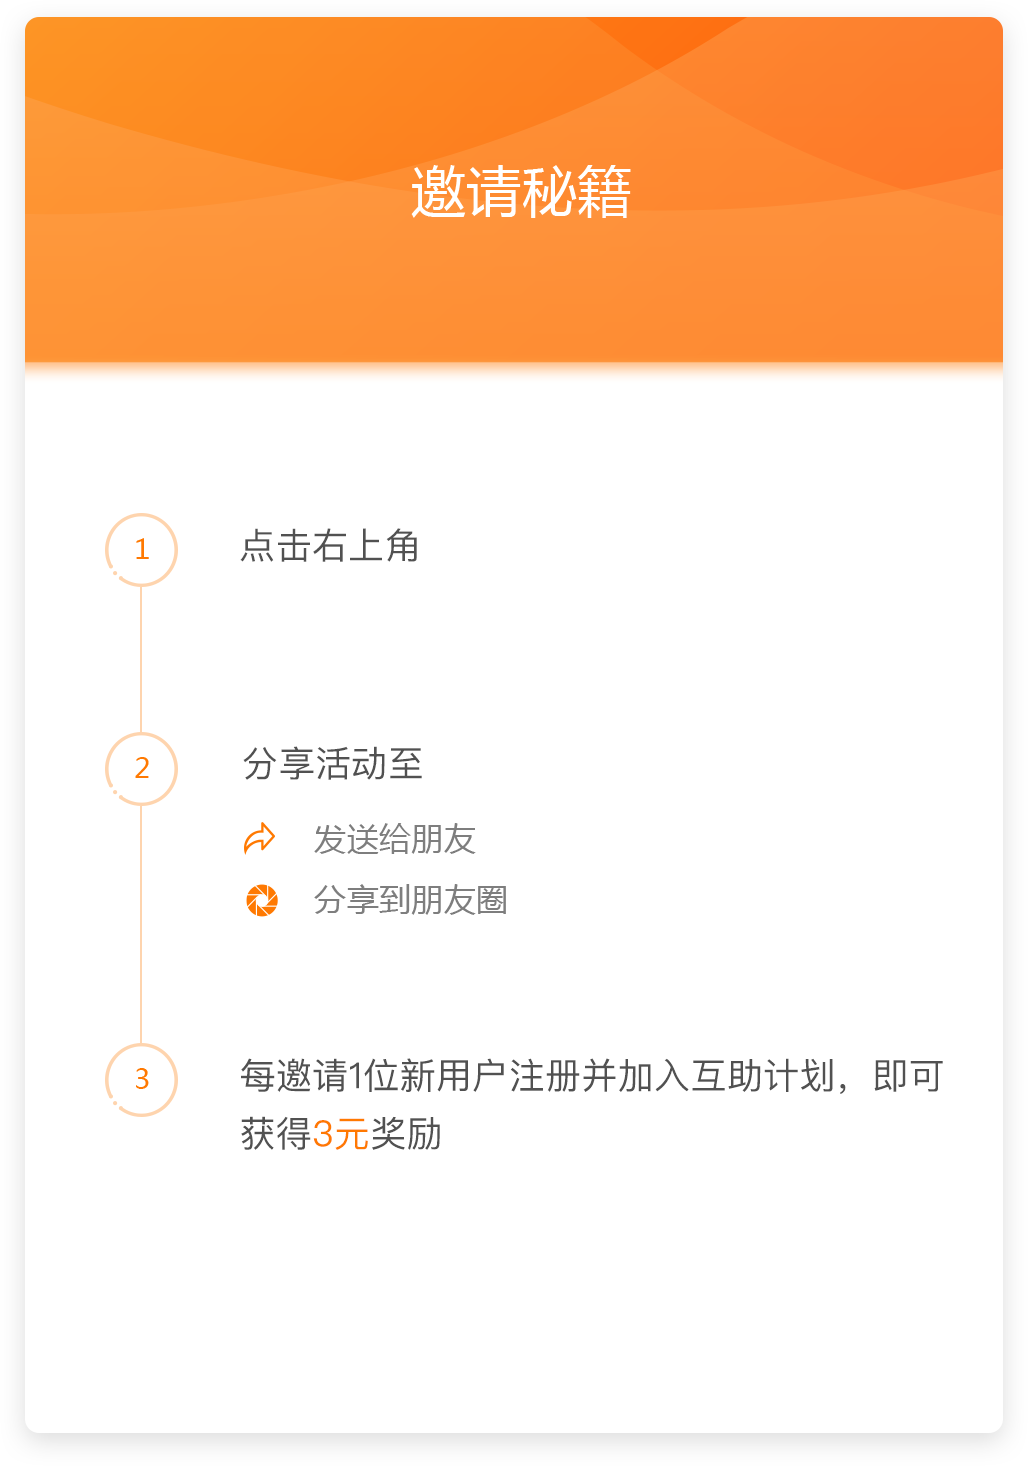 邀请秘籍
1
点击右上角
2
分享活动至
发送给朋友
分享到朋友圈
3
每邀请1位新用户注册并加入互助计划，即可
获得3元奖励